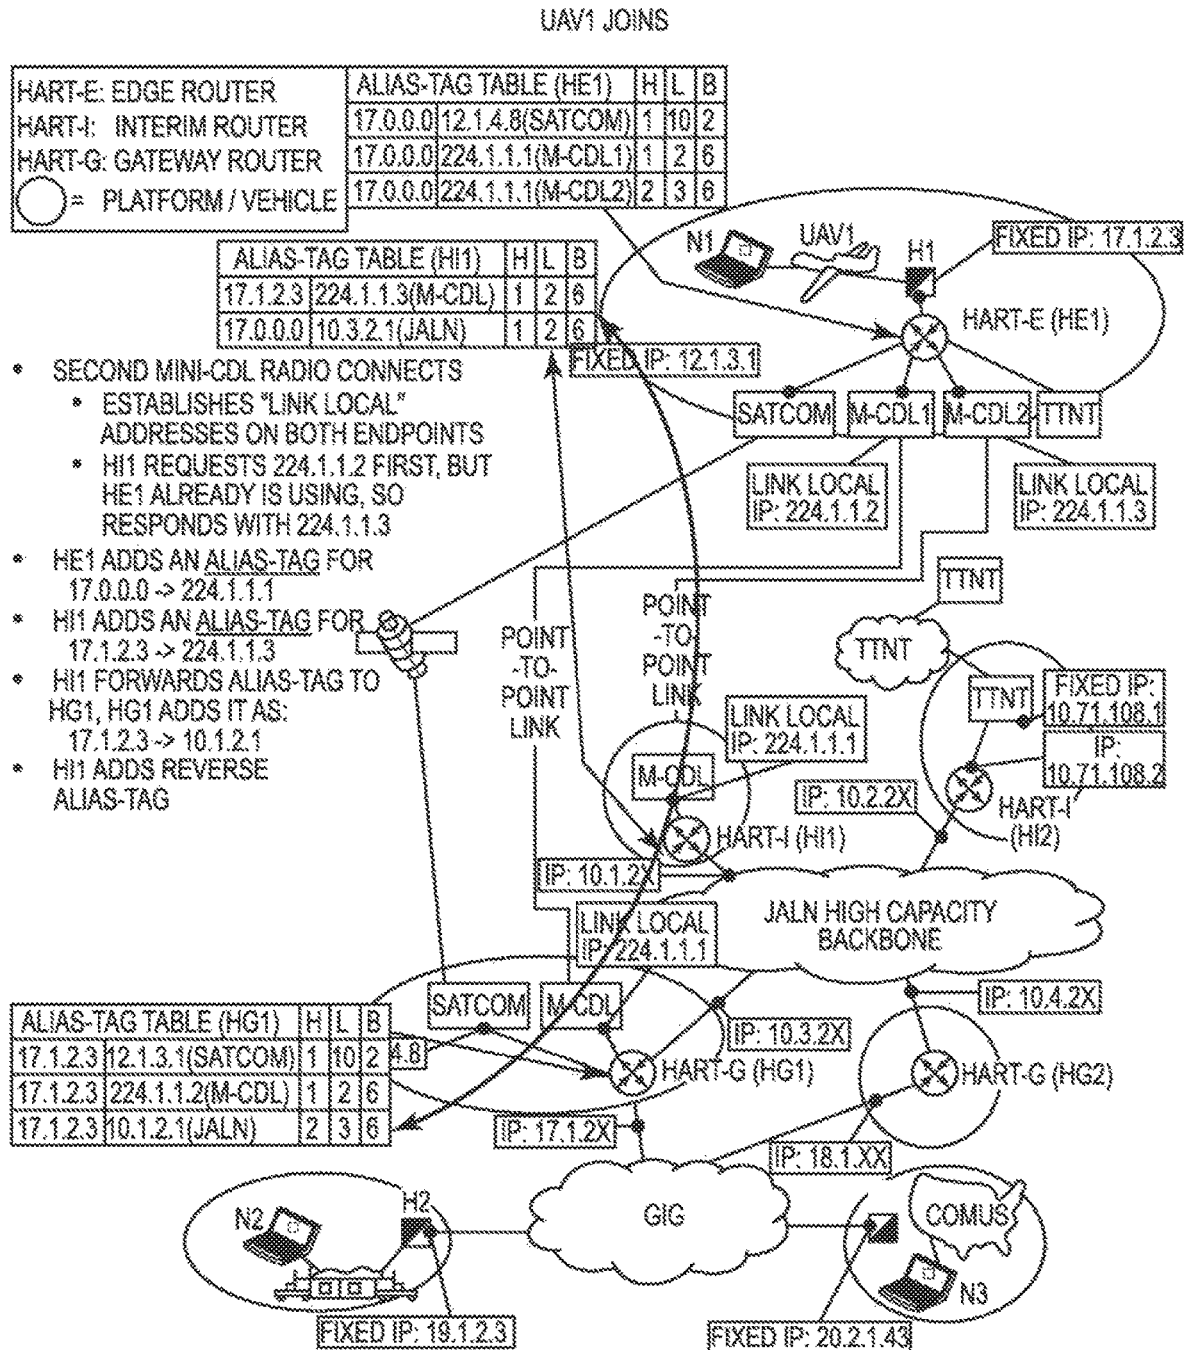 UAV1 JOINS
HART-E: EDGE ROUTER
HART-I: INTERIM ROUTER
HART-G: GATEWAY ROUTER
= PLATFORM / VEHICLE
ALIAS-TAG TABLE (HE1) H L B
17.0.0.0 12.1.4.8(SATCOM) 1 10 2
17.0.0.0 224.1.1.1(M-CDL1) 1 2 6
17.0.0.0 224.1.1.1(M-CDL2) 2 3 6
ALIAS-TAG TABLE (HI1) H L B
17.1.2.3 224.1.1.3(M-CDL) 1 2 6
17.0.0.0 10.3.2.1(JALN) 1 2 6
N1
UAV1
H1
FIXED IP: 17.1.2.3
HART-E (HE1)
FIXED IP: 12.1.3.1
SATCOM
M-CDL1
M-CDL2
TTNT
LINK LOCAL
IP: 224.1.1.2
LINK LOCAL
IP: 224.1.1.3
• SECOND MINI-CDL RADIO CONNECTS
• ESTABLISHES "LINK LOCAL"
ADDRESSES ON BOTH ENDPOINTS
• HI1 REQUESTS 224.1.1.2 FIRST, BUT
HE1 ALREADY IS USING, SO
RESPONDS WITH 224.1.1.3
• HE1 ADDS AN ALIAS-TAG FOR
17.0.0.0 -> 224.1.1.1
• HI1 ADDS AN ALIAS-TAG FOR
17.1.2.3 -> 224.1.1.3
• HI1 FORWARDS ALIAS-TAG TO
HG1, HG1 ADDS IT AS:
17.1.2.3 -> 10.1.2.1
• HI1 ADDS REVERSE
ALIAS-TAG
POINT
-TO-
POINT
LINK
POINT
-TO-
POINT
LINK
TTNT
TTNT
TTNT
FIXED IP:
10.71.108.1
IP:
10.71.108.2
LINK LOCAL
IP: 224.1.1.1
M-CDL
HART-I (HI1)
IP: 10.2.2X
HART-I
(HI2)
IP: 10.1.2X
JALN HIGH CAPACITY
BACKBONE
LINK LOCAL
IP: 224.1.1.1
SATCOM
M-CDL
IP: 10.3.2X
IP: 10.4.2X
ALIAS-TAG TABLE (HG1) H L B
17.1.2.3 12.1.3.1(SATCOM) 1 10 2
17.1.2.3 224.1.1.2(M-CDL) 1 2 6
17.1.2.3 10.1.2.1(JALN) 2 3 6
4.8
HART-G (HG1)
HART-G (HG2)
IP: 17.1.2X
IP: 18.1.XX
GIG
N2
H2
COMUS
N3
FIXED IP: 19.1.2.3
FIXED IP: 20.2.1.43